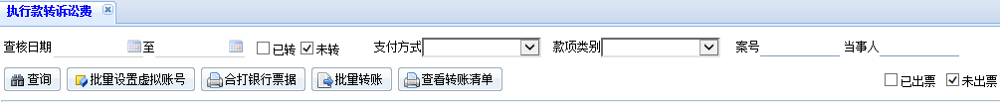 执行款转诉讼费
查核日期 至 已转 未转 支付方式 款项类别 案号 当事人
查询 批量设置虚拟账号 合打银行票据 批量转账 查看转账清单 已出票 未出票